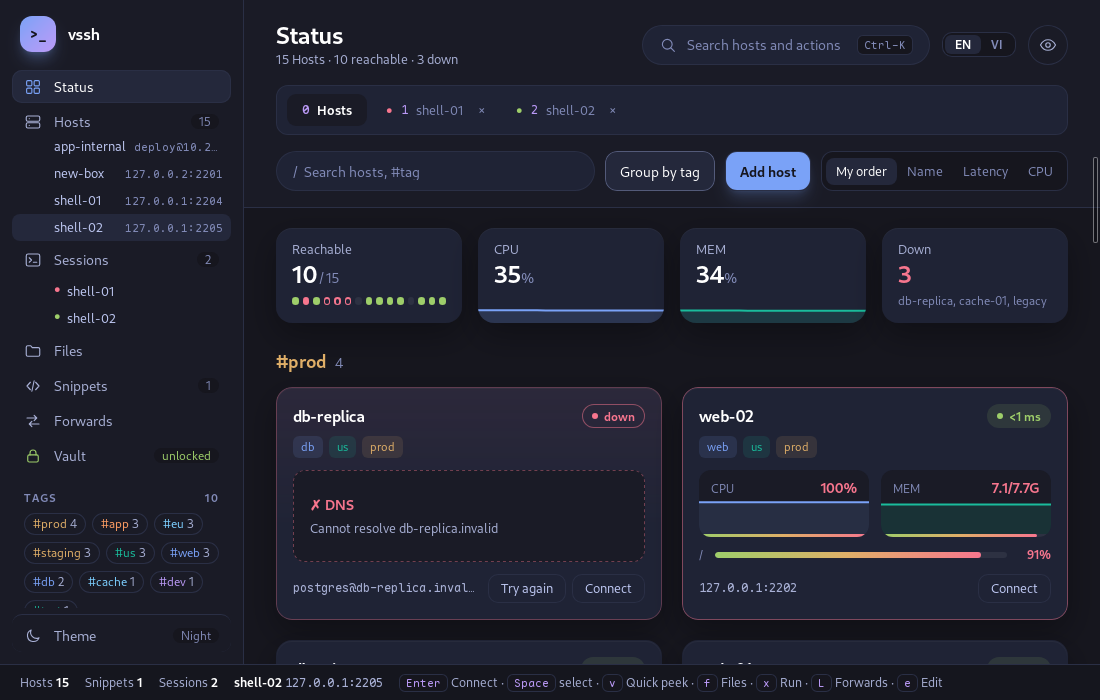 >_ vssh
Status
Hosts 15
app-internal deploy@10.2…
new-box 127.0.0.2:2201
shell-01 127.0.0.1:2204
shell-02 127.0.0.1:2205
Sessions 2
shell-01
shell-02
Files
Snippets 1
Forwards
Vault unlocked
TAGS 10
#prod 4 #app 3 #eu 3
#staging 3 #us 3 #web 3
#db 2 #cache 1 #dev 1
Theme Night
Status
15 Hosts · 10 reachable · 3 down
Search hosts and actions Ctrl-K
EN VI
0 Hosts 1 shell-01 × 2 shell-02 ×
/ Search hosts, #tag
Group by tag
Add host
My order Name Latency CPU
Reachable
10/15
CPU
35%
MEM
34%
Down
3
db-replica, cache-01, legacy
#prod 4
db-replica down
db us prod
✗ DNS
Cannot resolve db-replica.invalid
postgres@db-replica.inval… Try again Connect
web-02 <1 ms
web us prod
CPU 100% MEM 7.1/7.7G
/ 91%
127.0.0.1:2202 Connect
Hosts 15 Snippets 1 Sessions 2 shell-02 127.0.0.1:2205 Enter Connect · Space select · v Quick peek · f Files · x Run · L Forwards · e Edit